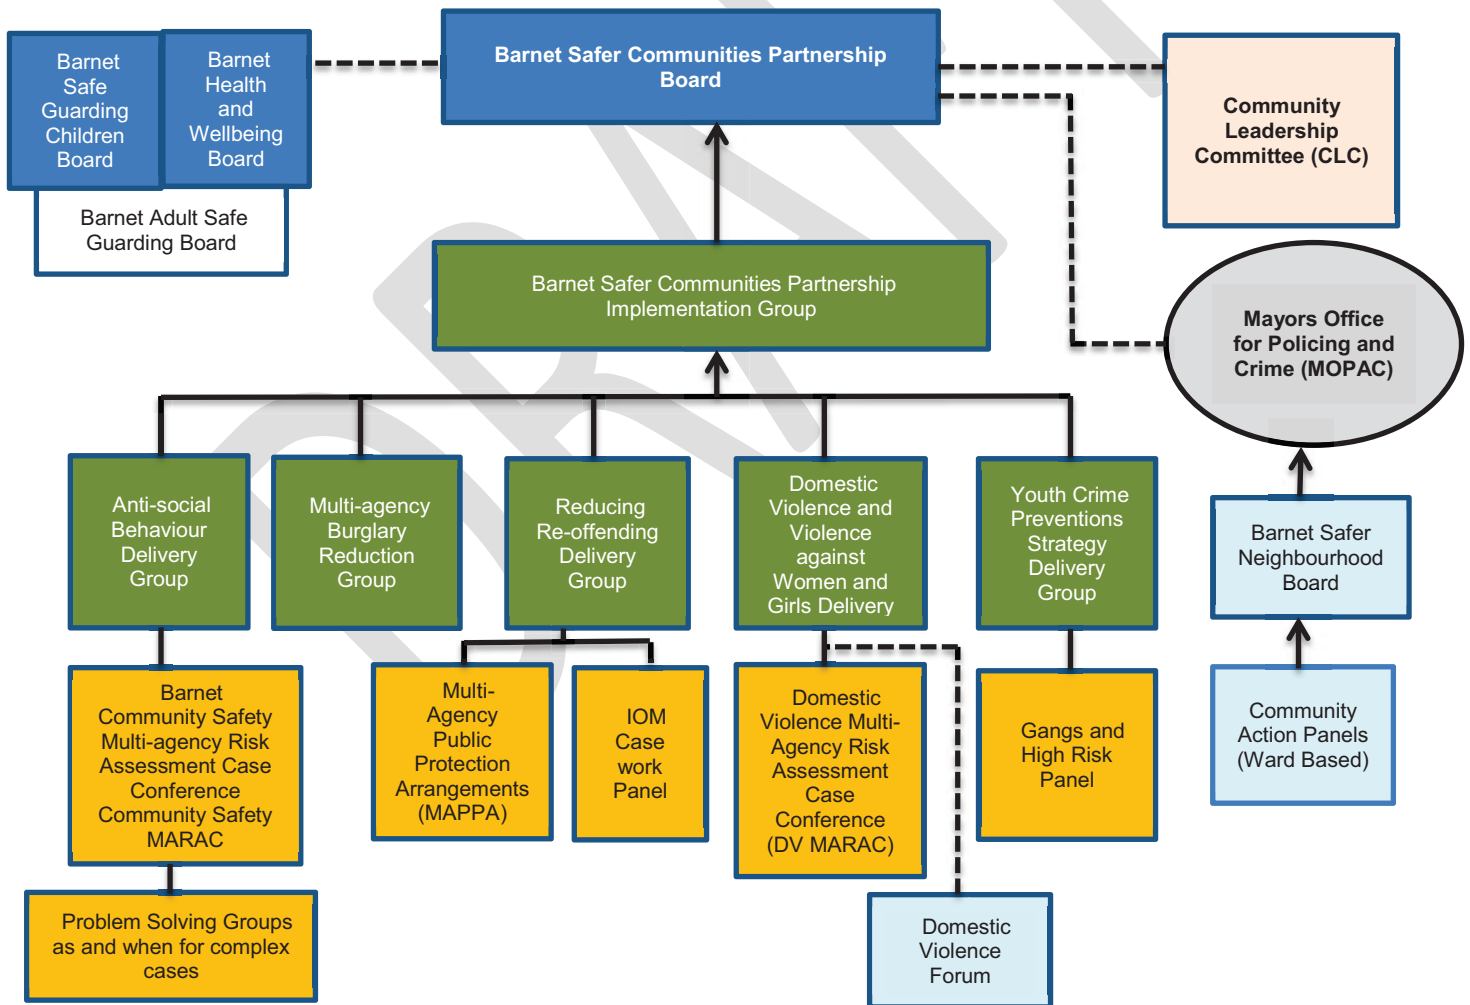 Barnet
Safe
Guarding
Children
Board
Barnet
Health
and
Wellbeing
Board
Barnet Adult Safe
Guarding Board
Barnet Safer Communities Partnership
Board
Community
Leadership
Committee (CLC)
Barnet Safer Communities Partnership
Implementation Group
Mayors Office
for Policing and
Crime (MOPAC)
Anti-social
Behaviour
Delivery
Group
Multi-agency
Burglary
Reduction
Group
Reducing
Re-offending
Delivery
Group
Domestic
Violence and
Violence
against
Women and
Girls Delivery
Youth Crime
Preventions
Strategy
Delivery
Group
Barnet Safer
Neighbourhood
Board
Barnet
Community Safety
Multi-agency Risk
Assessment Case
Conference
Community Safety
MARAC
Multi-
Agency
Public
Protection
Arrangements
(MAPPA)
IOM
Case
work
Panel
Domestic
Violence Multi-
Agency Risk
Assessment
Case
Conference
(DV MARAC)
Gangs and
High Risk
Panel
Community
Action Panels
(Ward Based)
Problem Solving Groups
as and when for complex
cases
Domestic
Violence
Forum
DRAFT